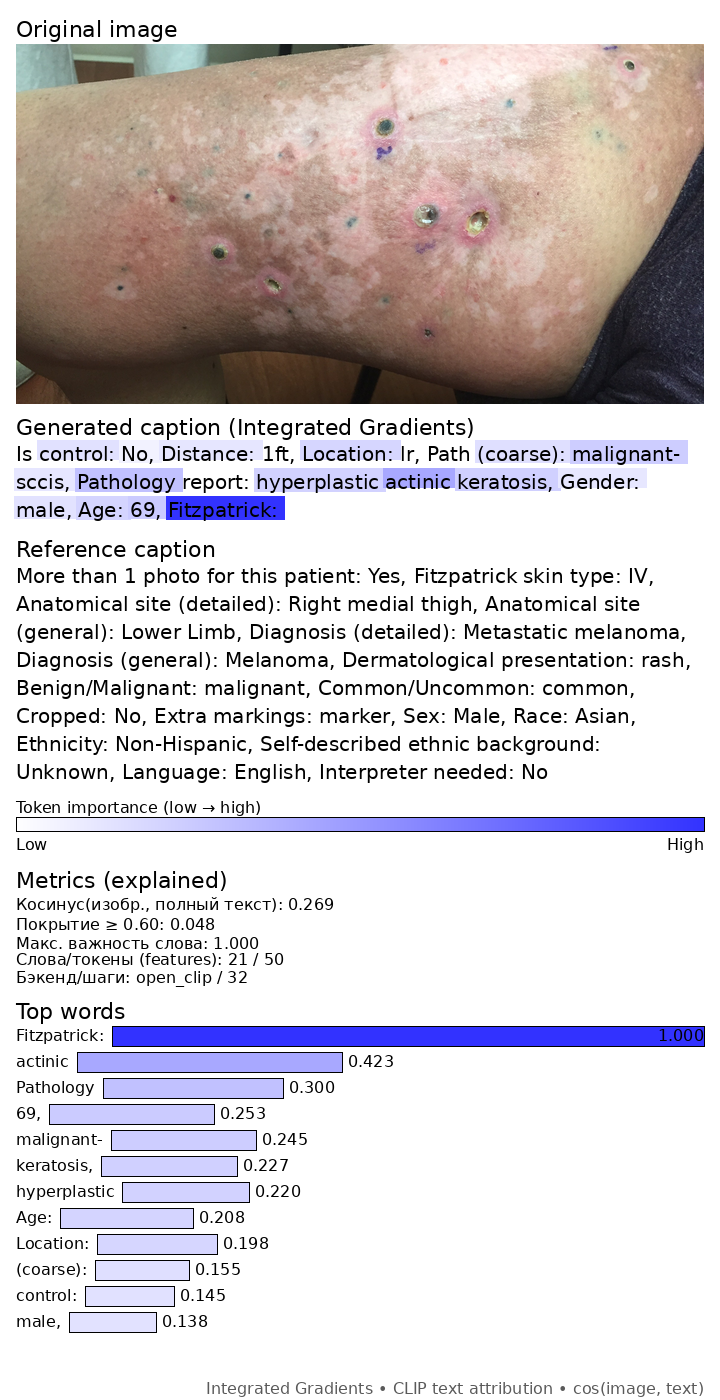 Original image
Generated caption (Integrated Gradients)
Is control: No, Distance: 1ft, Location: lr, Path (coarse): malignant-
sccis, Pathology report: hyperplastic actinic keratosis, Gender:
male, Age: 69, Fitzpatrick:
Reference caption
More than 1 photo for this patient: Yes, Fitzpatrick skin type: IV,
Anatomical site (detailed): Right medial thigh, Anatomical site
(general): Lower Limb, Diagnosis (detailed): Metastatic melanoma,
Diagnosis (general): Melanoma, Dermatological presentation: rash,
Benign/Malignant: malignant, Common/Uncommon: common,
Cropped: No, Extra markings: marker, Sex: Male, Race: Asian,
Ethnicity: Non-Hispanic, Self-described ethnic background:
Unknown, Language: English, Interpreter needed: No
Token importance (low → high)
Low High
Metrics (explained)
Косинус(изобр., полный текст): 0.269
Покрытие ≥ 0.60: 0.048
Макс. важность слова: 1.000
Слова/токены (features): 21 / 50
Бэкенд/шаги: open_clip / 32
Top words
Fitzpatrick: 1.000
actinic 0.423
Pathology 0.300
69, 0.253
malignant- 0.245
keratosis, 0.227
hyperplastic 0.220
Age: 0.208
Location: 0.198
(coarse): 0.155
control: 0.145
male, 0.138
Integrated Gradients • CLIP text attribution • cos(image, text)